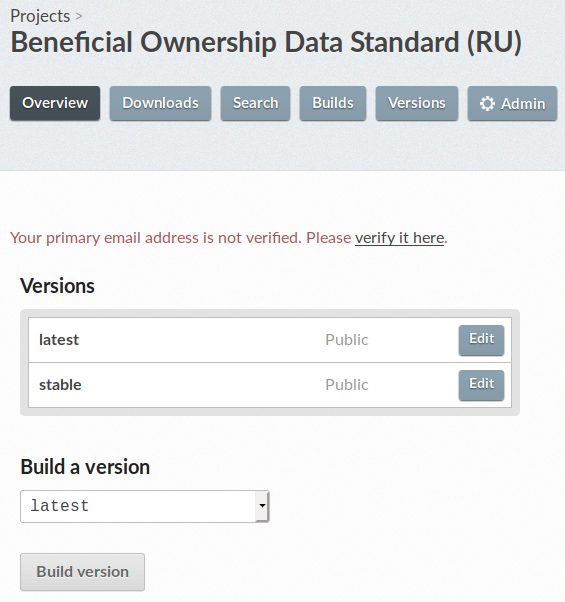 Projects >
Beneficial Ownership Data Standard (RU)
Overview Downloads Search Builds Versions Admin
Your primary email address is not verified. Please verify it here.
Versions
latest Public Edit
stable Public Edit
Build a version
latest
Build version